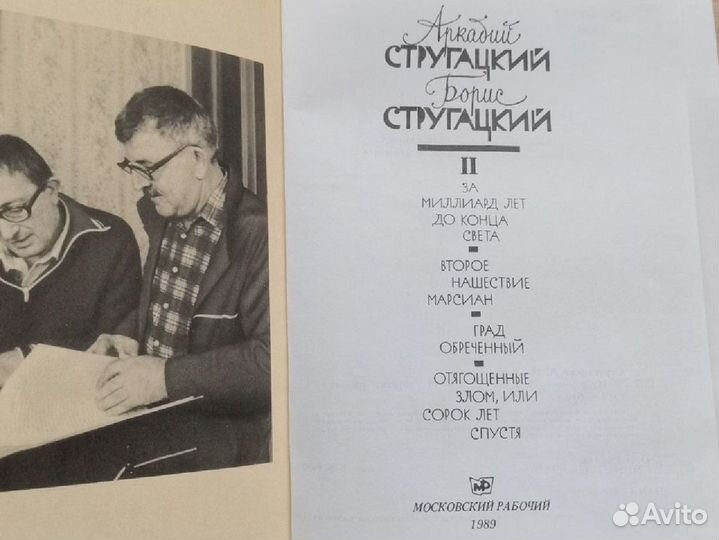 Аркадий
СТРУГАЦКИЙ
Борис
СТРУГАЦКИЙ
II
ЗА
МИЛЛИАРД ЛЕТ
ДО КОНЦА
СВЕТА
ВТОРОЕ
НАШЕСТВИЕ
МАРСИАН
ГРАД
ОБРЕЧЕННЫЙ
ОТЯГОЩЕННЫЕ
ЗЛОМ, ИЛИ
СОРОК ЛЕТ
СПУСТЯ
МР
МОСКОВСКИЙ РАБОЧИЙ
1989
Avito